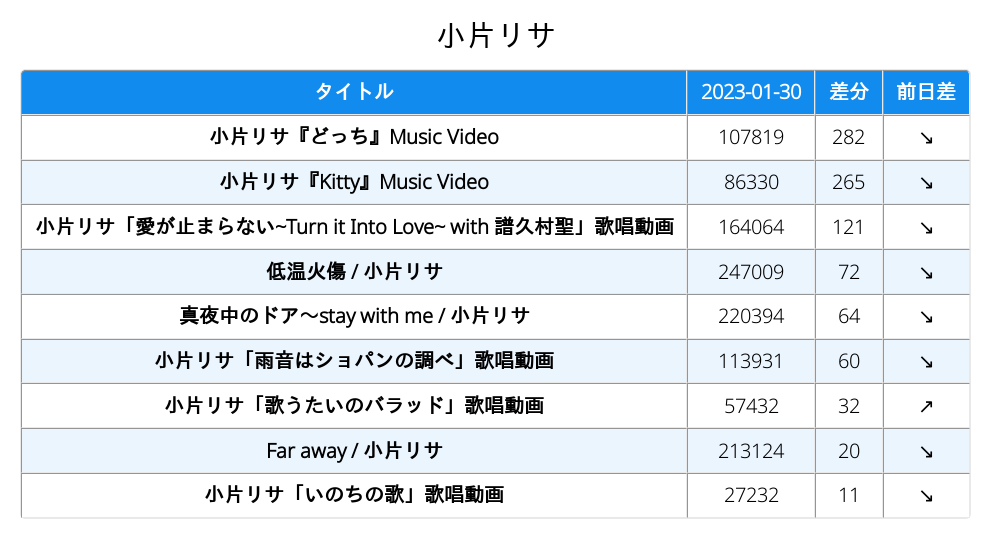 小片リサ
タイトル 2023-01-30 差分 前日差
小片リサ『どっち』Music Video 107819 282 ↘
小片リサ『Kitty』Music Video 86330 265 ↘
小片リサ「愛が止まらない~Turn it Into Love~ with 譜久村聖」歌唱動画 164064 121 ↘
低温火傷 / 小片リサ 247009 72 ↘
真夜中のドア〜stay with me / 小片リサ 220394 64 ↘
小片リサ「雨音はショパンの調べ」歌唱動画 113931 60 ↘
小片リサ「歌うたいのバラッド」歌唱動画 57432 32 ↗
Far away / 小片リサ 213124 20 ↘
小片リサ「いのちの歌」歌唱動画 27232 11 ↘